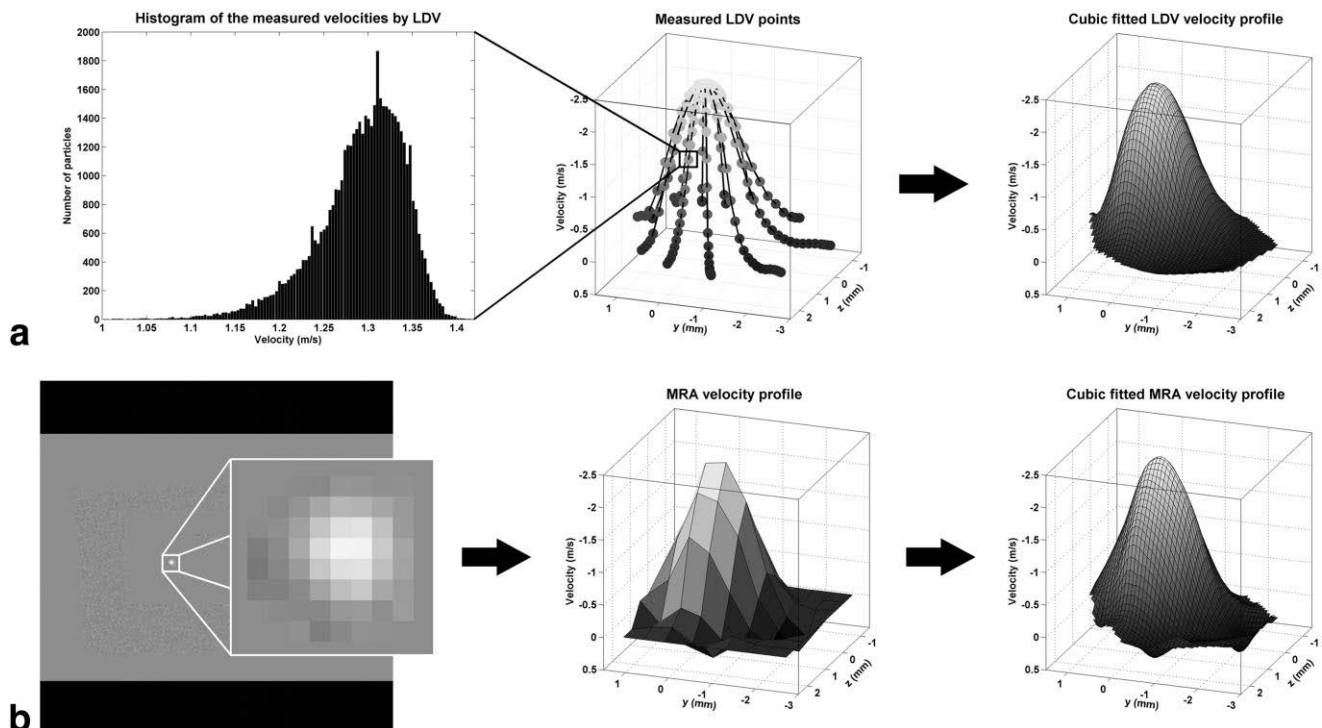 Histogram of the measured velocities by LDV
2000
1800
1600
1400
1200
1000
800
600
400
200
0
Number of particles
1 1.05 1.1 1.15 1.2 1.25 1.3 1.35 1.4
Velocity (m/s)
a
Measured LDV points
-2.5
-2
-1.5
-1
-0.5
0
0.5
Velocity (m/s)
1 0 -1 -2 -3
y (mm)
2 1 0 -1
z (mm)
Cubic fitted LDV velocity profile
-2.5
-2
-1.5
-1
-0.5
0
0.5
Velocity (m/s)
1 0 -1 -2 -3
y (mm)
2 1 0 -1
z (mm)
b
MRA velocity profile
-2.5
-2
-1.5
-1
-0.5
0
0.5
Velocity (m/s)
1 0 -1 -2 -3
y (mm)
2 1 0 -1
z (mm)
Cubic fitted MRA velocity profile
-2.5
-2
-1.5
-1
-0.5
0
0.5
Velocity (m/s)
1 0 -1 -2 -3
y (mm)
2 1 0 -1
z (mm)